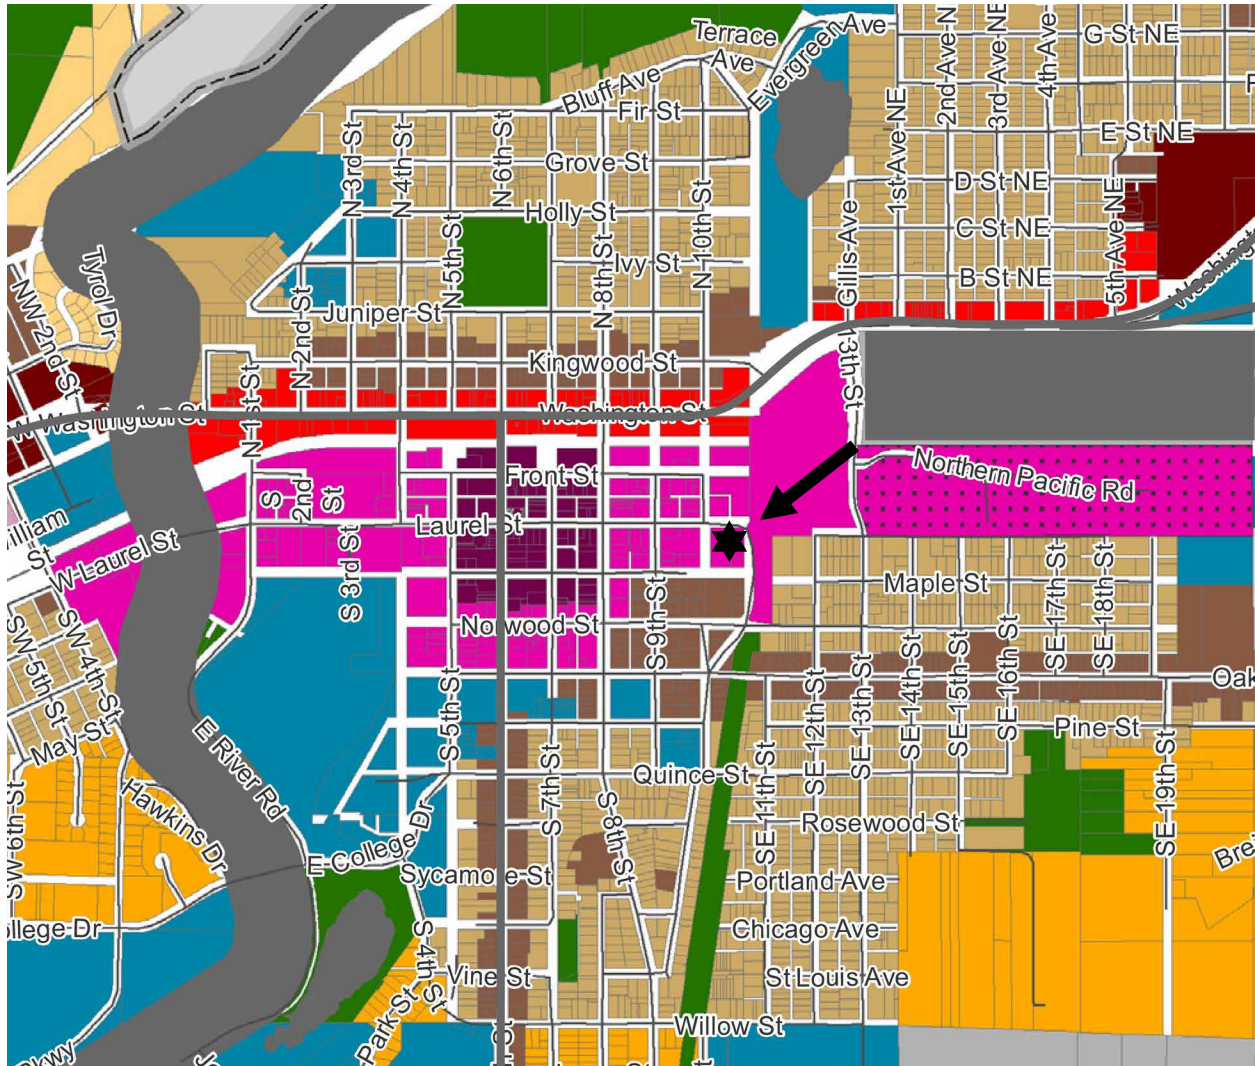 Terrace
Ave
Evergreen Ave
G St NE
2nd Ave N
3rd Ave NE
4th Ave
Bluff Ave
Fir St
E St NE
N 3rd St
N 4th St
N 6th St
Grove St
1st Ave NE
D St NE
Holly St
N 10th St
C St NE
5th Ave NE
N 5th St
Ivy St
N 8th St
Gillis Ave
B St NE
Washingt
Tyrol Dr
NW 2nd St
N 2nd St
Juniper St
Kingwood St
13th St
N 1st St
W Washington St
Washington St
Front St
Northern Pacific Rd
S
2nd
St
Laurel St
illiam
St
W Laurel St
S 3rd St
Maple St
S 9th St
SE 17th St
SE 18th St
Norwood St
SW 5th St
SW 4th St
SE 14th St
SE 15th St
SE 16th St
Oak
S 5th St
SE 12th St
SE 13th St
May St
Pine St
E River Rd
Quince St
S 7th St
SE 11th St
SE 19th St
SW 6th St
Hawkins Dr
S 8th St
Rosewood St
E College Dr
Sycamore St
Portland Ave
llege Dr
S 4th St
Chicago Ave
Vine St
St Louis Ave
Park St
Willow St
Pkwy